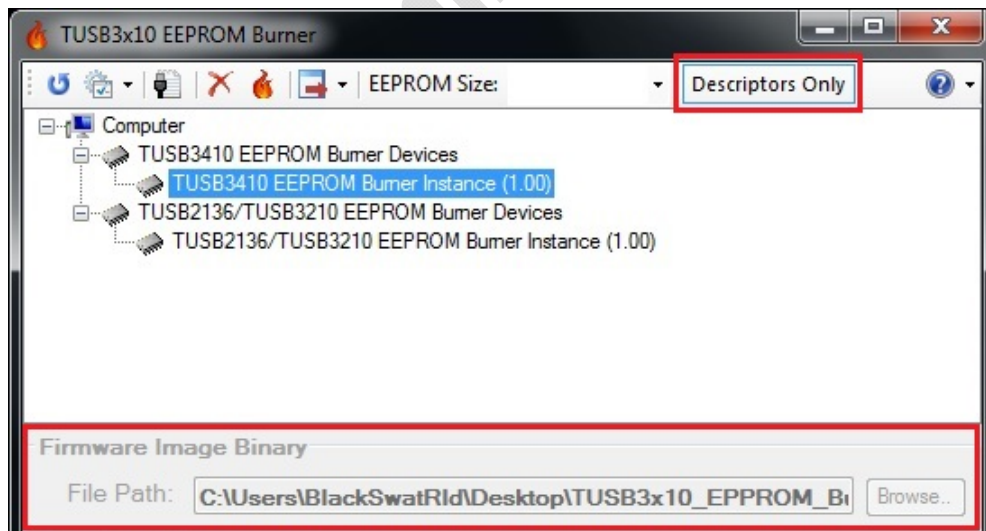 TUSB3x10 EEPROM Burner
EEPROM Size: Descriptors Only
Computer
TUSB3410 EEPROM Burner Devices
TUSB3410 EEPROM Burner Instance (1.00)
TUSB2136/TUSB3210 EEPROM Burner Devices
TUSB2136/TUSB3210 EEPROM Burner Instance (1.00)
Firmware Image Binary
File Path: C:\Users\BlackSwatRId\Desktop\TUSB3x10_EPPROM_Bu Browse..